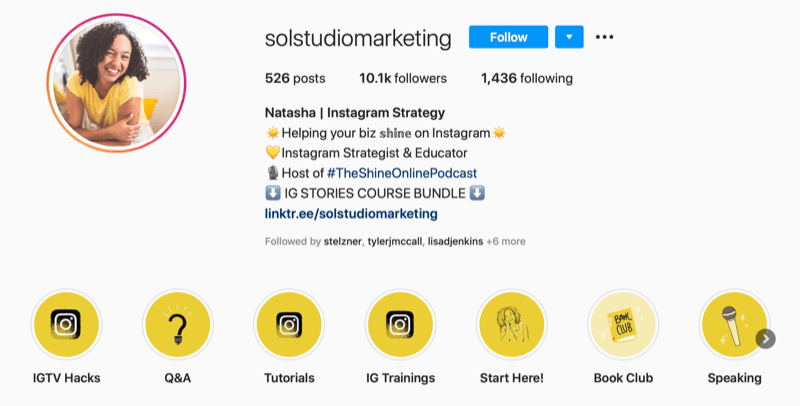 solstudiomarketing Follow
526 posts 10.1k followers 1,436 following
Natasha | Instagram Strategy
☀️Helping your biz 𝕤𝕙𝕚𝕟𝕖 on Instagram☀️
💛Instagram Strategist & Educator
🎙Host of #TheShineOnlinePodcast
⬇️ IG STORIES COURSE BUNDLE ⬇️
linktr.ee/solstudiomarketing
Followed by stelzner, tylerjmccall, lisadjenkins +6 more
BOOK
CLUB
IGTV Hacks Q&A Tutorials IG Trainings Start Here! Book Club Speaking